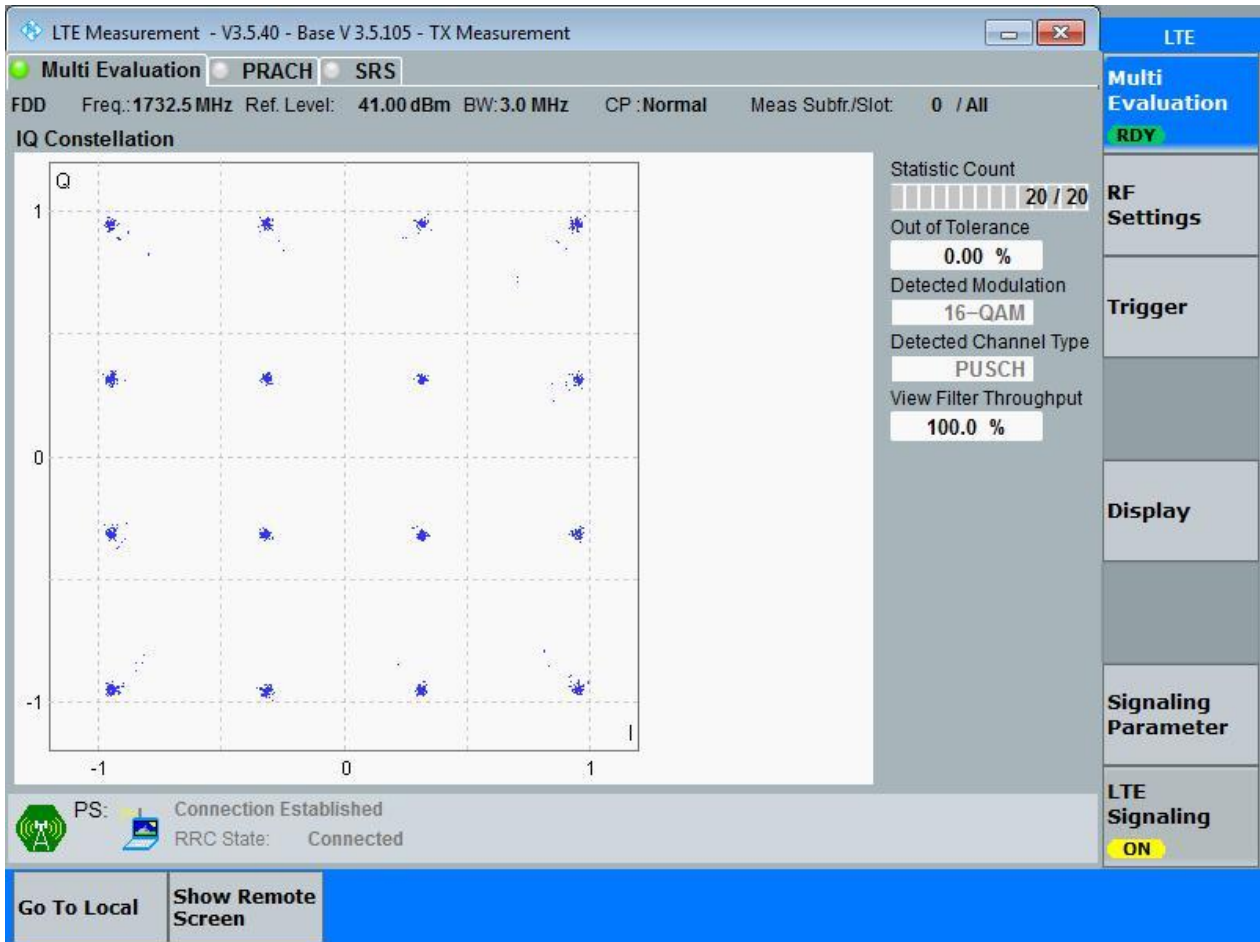 LTE Measurement - V3.5.40 - Base V 3.5.105 - TX Measurement
LTE
Multi Evaluation PRACH SRS
Multi
Evaluation
RDY
FDD Freq.: 1732.5 MHz Ref. Level: 41.00 dBm BW: 3.0 MHz CP : Normal Meas Subfr./Slot: 0 / All
IQ Constellation
Q
1
0
-1
I
-1 0 1
Statistic Count
20 / 20
Out of Tolerance
0.00 %
Detected Modulation
16-QAM
Detected Channel Type
PUSCH
View Filter Throughput
100.0 %
RF
Settings
Trigger
Display
Signaling
Parameter
LTE
Signaling
ON
PS: Connection Established
RRC State: Connected
Go To Local
Show Remote
Screen